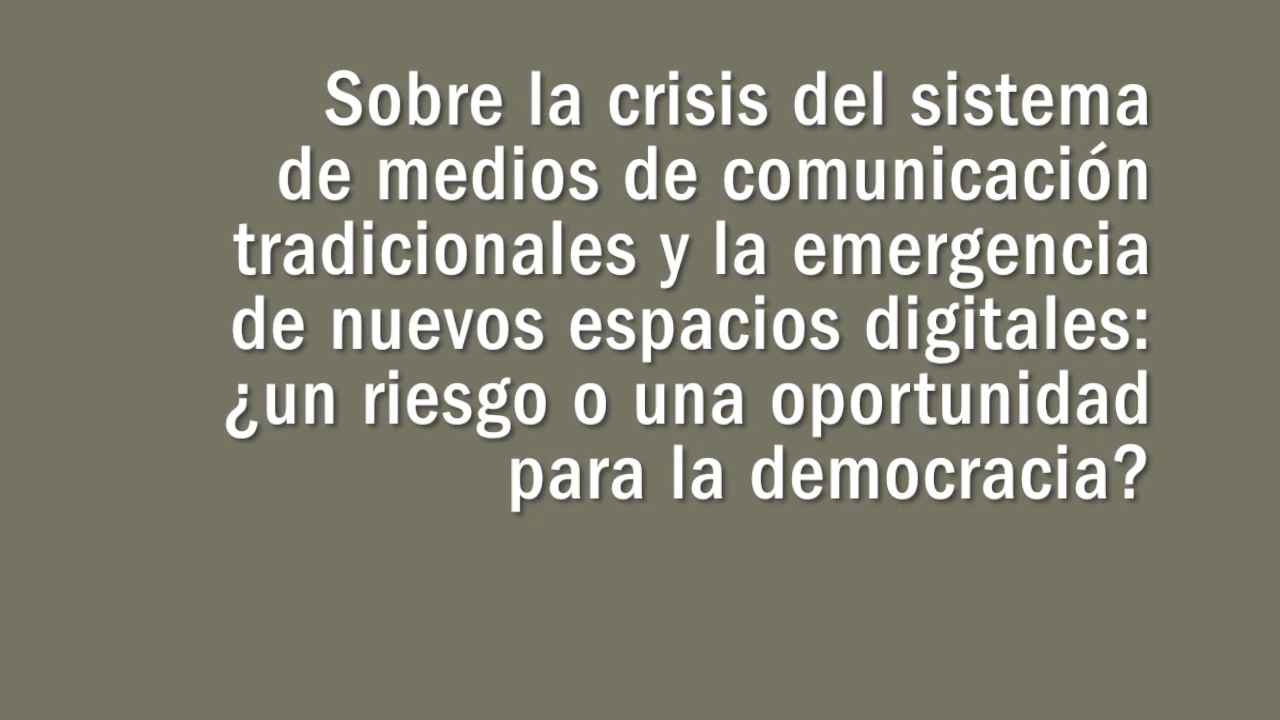 Sobre la crisis del sistema
de medios de comunicación
tradicionales y la emergencia
de nuevos espacios digitales:
¿un riesgo o una oportunidad
para la democracia?